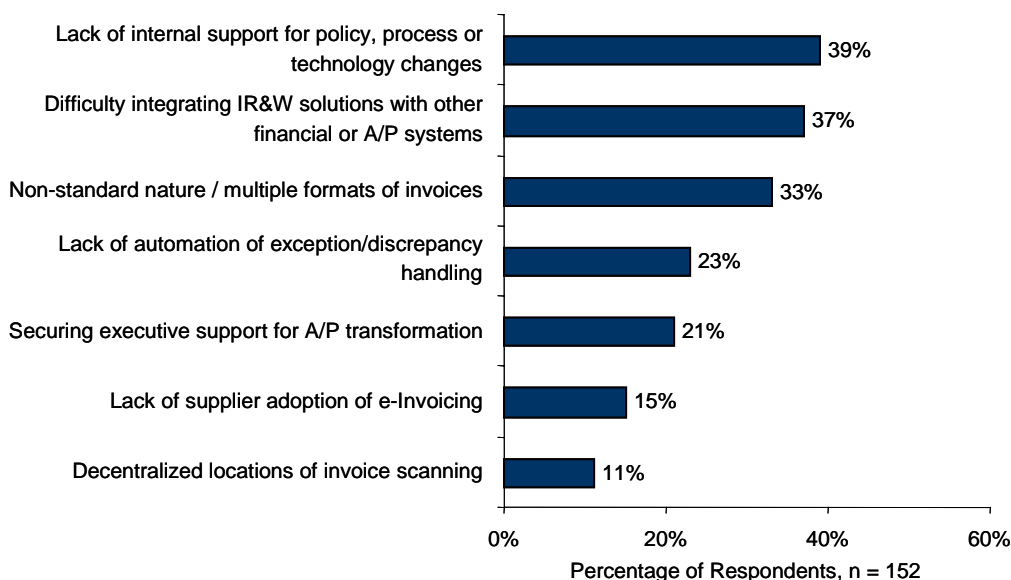 Lack of internal support for policy, process or
technology changes
39%
Difficulty integrating IR&W solutions with other
financial or A/P systems
37%
Non-standard nature / multiple formats of invoices
33%
Lack of automation of exception/discrepancy
handling
23%
Securing executive support for A/P transformation
21%
Lack of supplier adoption of e-Invoicing
15%
Decentralized locations of invoice scanning
11%
0% 20% 40% 60%
Percentage of Respondents, n = 152